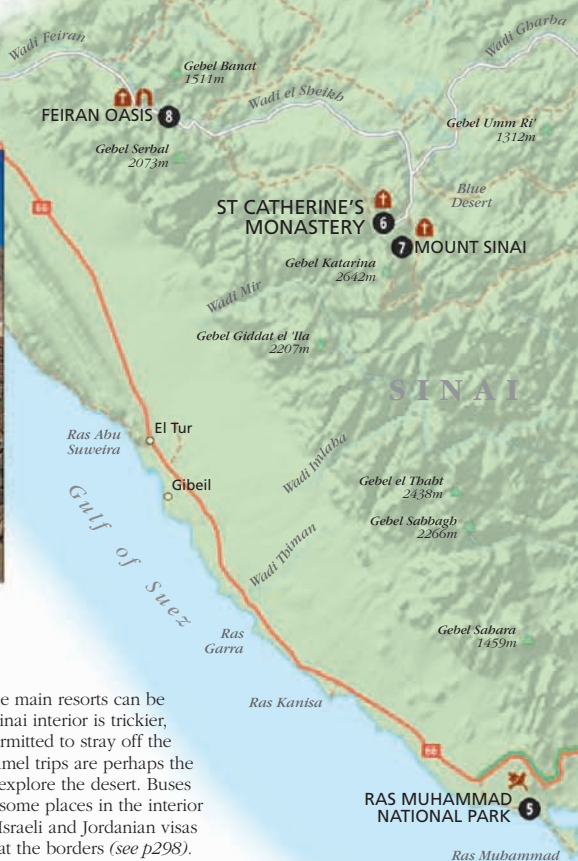 Wadi Feiran
Wadi Gharba
Gebel Banat
1511m
Wadi el Sheikh
FEIRAN OASIS 8
Gebel Umm Ri'
1312m
Gebel Serbal
2073m
Blue
Desert
66
ST CATHERINE'S
MONASTERY 6
7 MOUNT SINAI
Gebel Katarina
2642m
Wadi Mir
Gebel Giddat el 'Ila
2207m
SINAI
El Tur
Ras Abu
Suweira
Wadi Imlaha
Gebel el Thabt
2438m
Gibeil
Gulf of Suez
Gebel Sabbagh
2266m
Wadi Thiman
Ras
Garra
Gebel Sahara
1459m
Ras Kanisa
66
e main resorts can be
inai interior is trickier,
rmitted to stray off the
mel trips are perhaps the
explore the desert. Buses
some places in the interior
Israeli and Jordanian visas
at the borders (see p298).
RAS MUHAMMAD
NATIONAL PARK 5
Ras Muhammad